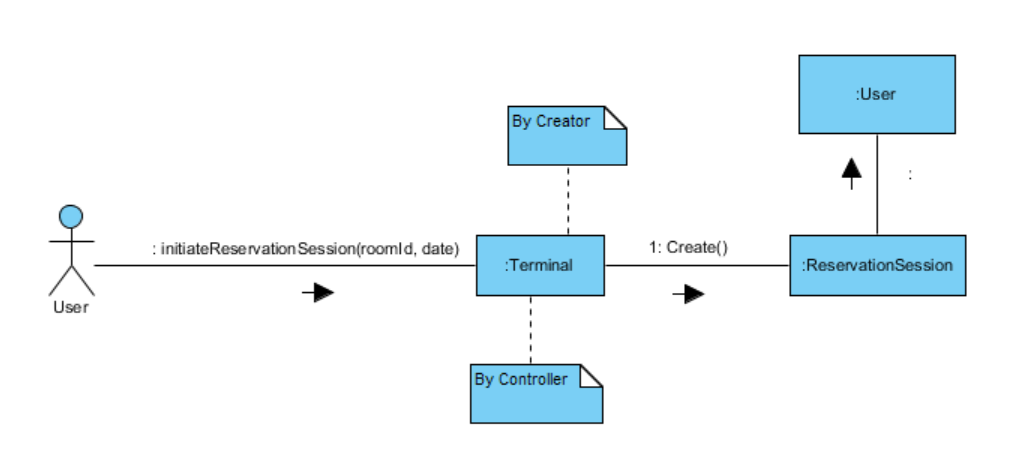 :User
By Creator
:
: initiateReservationSession(roomId, date)
1: Create()
:Terminal
:ReservationSession
User
By Controller